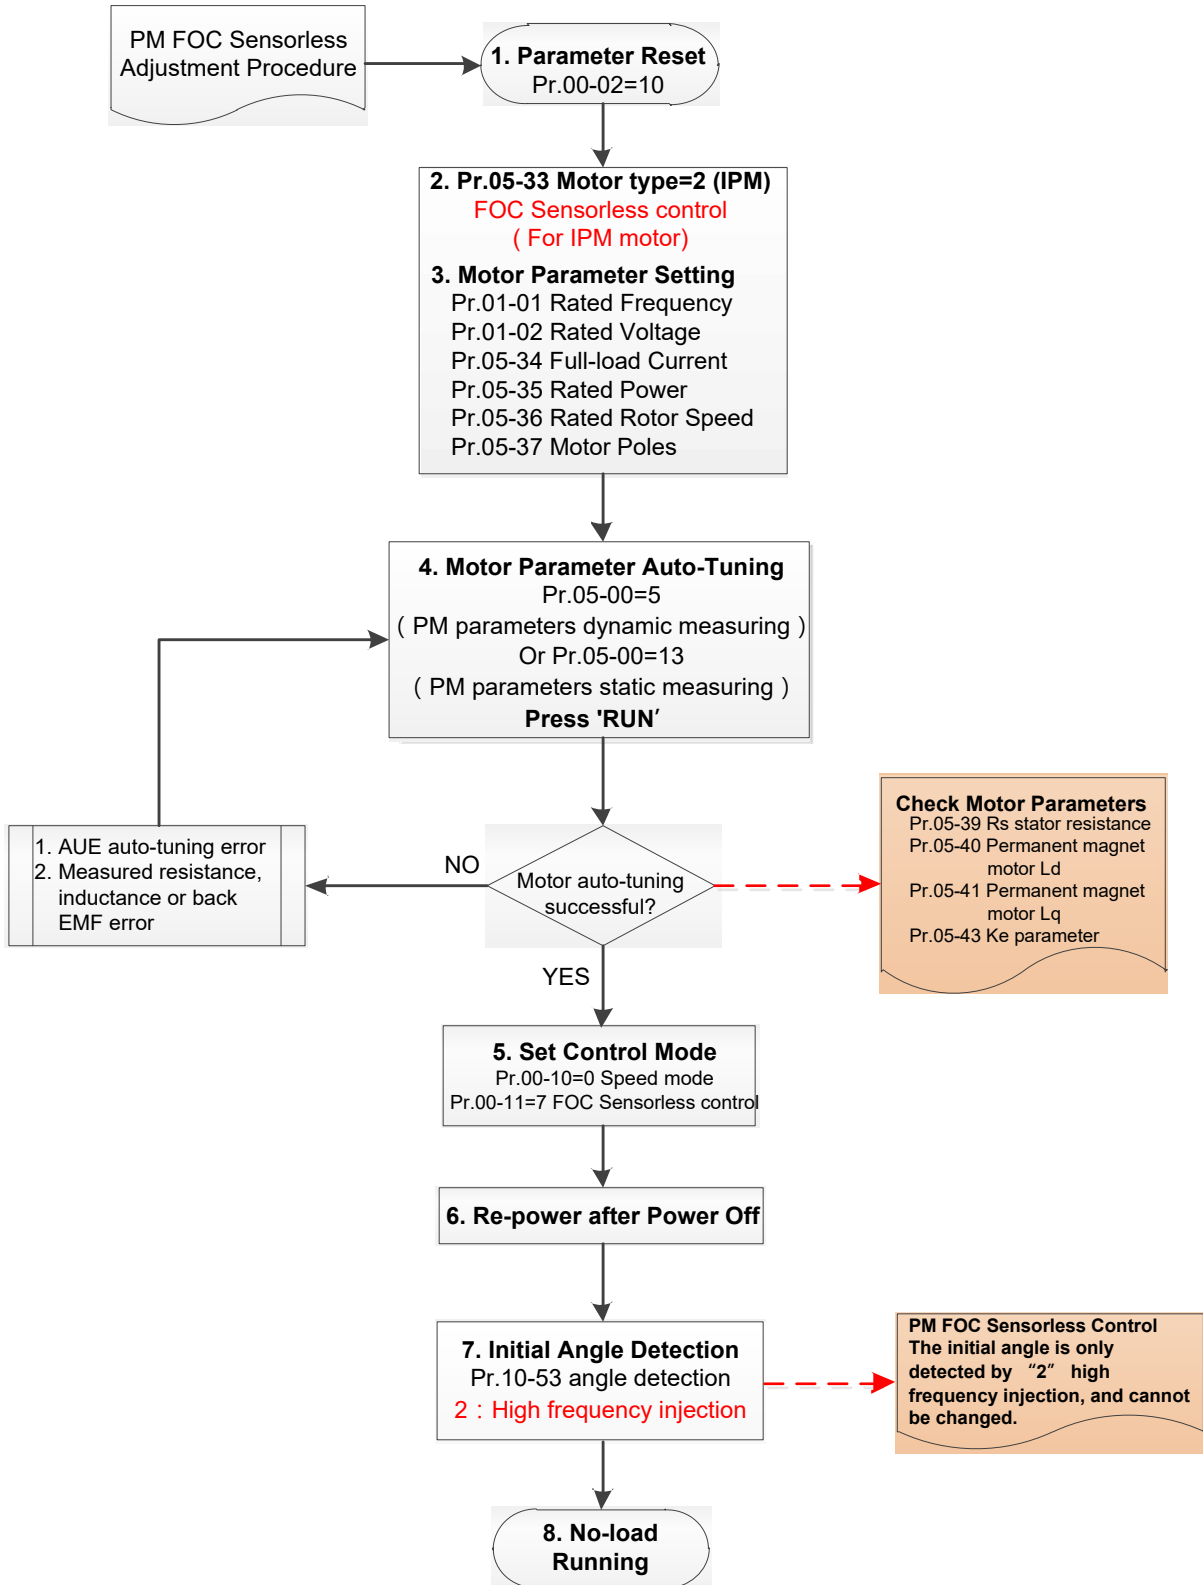 PM FOC Sensorless
Adjustment Procedure
1. Parameter Reset
Pr.00-02=10
2. Pr.05-33 Motor type=2 (IPM)
FOC Sensorless control
( For IPM motor)
3. Motor Parameter Setting
Pr.01-01 Rated Frequency
Pr.01-02 Rated Voltage
Pr.05-34 Full-load Current
Pr.05-35 Rated Power
Pr.05-36 Rated Rotor Speed
Pr.05-37 Motor Poles
4. Motor Parameter Auto-Tuning
Pr.05-00=5
( PM parameters dynamic measuring )
Or Pr.05-00=13
( PM parameters static measuring )
Press 'RUN’
Motor auto-tuning
successful?
NO
1. AUE auto-tuning error
2. Measured resistance,
inductance or back
EMF error
Check Motor Parameters
Pr.05-39 Rs stator resistance
Pr.05-40 Permanent magnet
motor Ld
Pr.05-41 Permanent magnet
motor Lq
Pr.05-43 Ke parameter
YES
5. Set Control Mode
Pr.00-10=0 Speed mode
Pr.00-11=7 FOC Sensorless control
6. Re-power after Power Off
7. Initial Angle Detection
Pr.10-53 angle detection
2 : High frequency injection
PM FOC Sensorless Control
The initial angle is only
detected by “2” high
frequency injection, and cannot
be changed.
8. No-load
Running